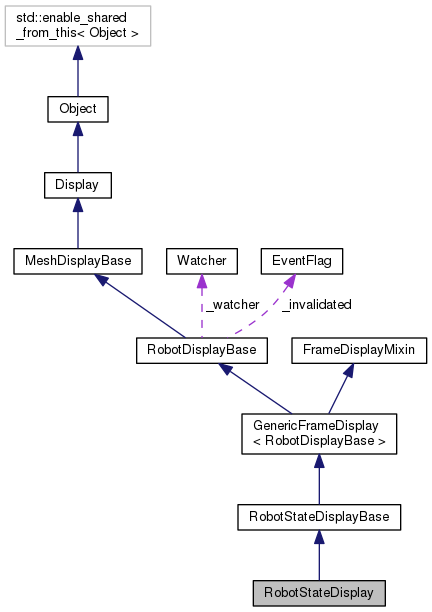 std::enable_shared
_from_this< Object >
Object
Display
MeshDisplayBase
Watcher
EventFlag
_watcher
_invalidated
RobotDisplayBase
FrameDisplayMixin
GenericFrameDisplay
< RobotDisplayBase >
RobotStateDisplayBase
RobotStateDisplay